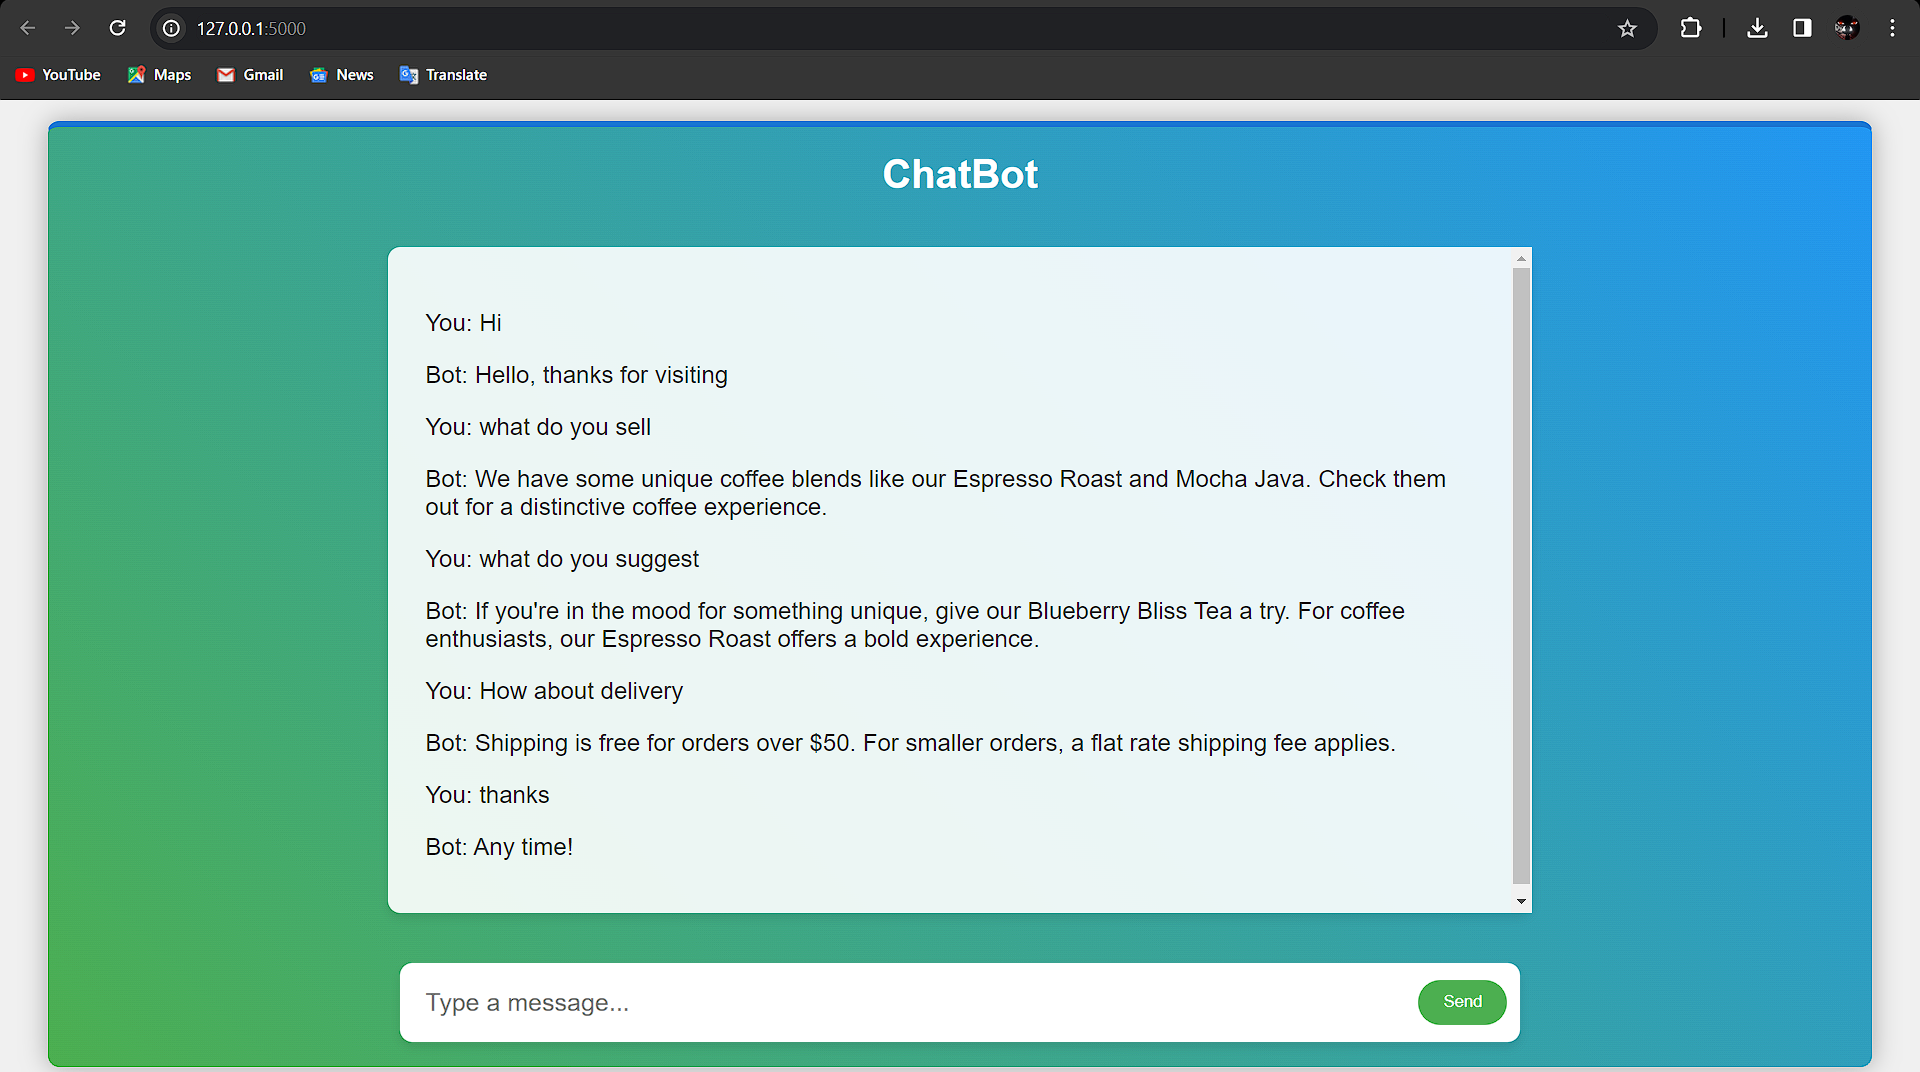 127.0.0.1:5000
YouTube Maps Gmail News Translate
ChatBot
You: Hi
Bot: Hello, thanks for visiting
You: what do you sell
Bot: We have some unique coffee blends like our Espresso Roast and Mocha Java. Check them
out for a distinctive coffee experience.
You: what do you suggest
Bot: If you're in the mood for something unique, give our Blueberry Bliss Tea a try. For coffee
enthusiasts, our Espresso Roast offers a bold experience.
You: How about delivery
Bot: Shipping is free for orders over $50. For smaller orders, a flat rate shipping fee applies.
You: thanks
Bot: Any time!
Type a message...
Send